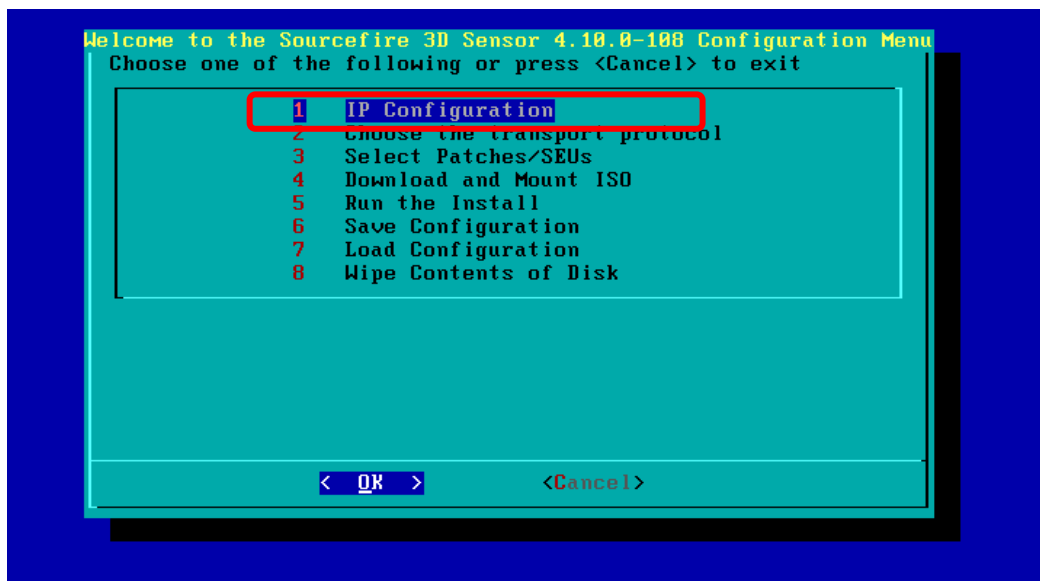 Welcome to the Sourcefire 3D Sensor 4.10.0-108 Configuration Menu
Choose one of the following or press <Cancel> to exit
1 IP Configuration
2 Choose the transport protocol
3 Select Patches/SEUs
4 Download and Mount ISO
5 Run the Install
6 Save Configuration
7 Load Configuration
8 Wipe Contents of Disk
< OK > <Cancel>